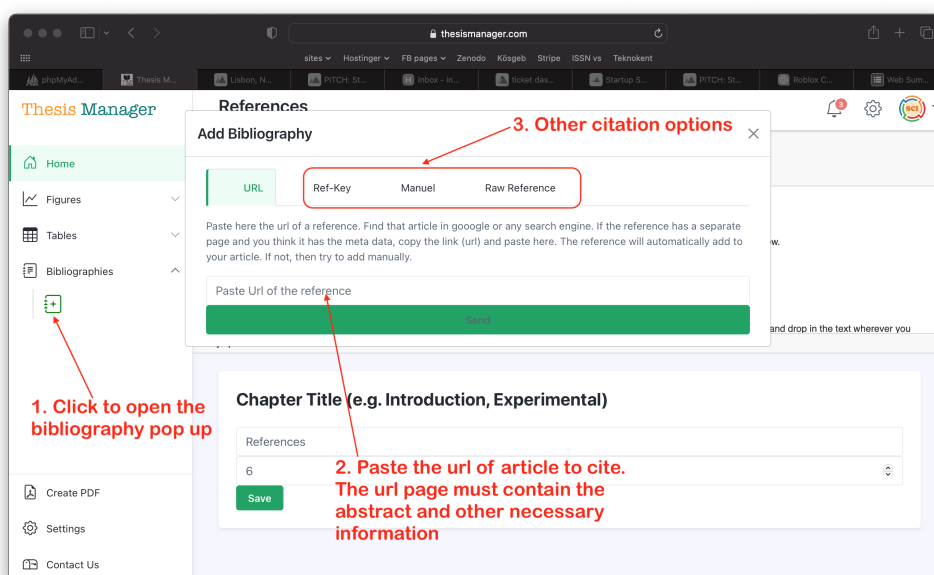 thesismanager.com
sites Hostinger FB pages Zenodo Kösgeb Stripe ISSN vs Teknokent
phpMyAd... Thesis M... Lisbon, N... PITCH: St... Inbox - in... ticket das... Startup S... PITCH: St... Roblox C... Web Sum...
Thesis Manager
References
3
SCI
Add Bibliography
3. Other citation options
Home
URL Ref-Key Manuel Raw Reference
Figures
Paste here the url of a reference. Find that article in gooogle or any search engine. If the reference has a separate
page and you think it has the meta data, copy the link (url) and paste here. The reference will automatically add to
your article. If not, then try to add manually.
Tables
Bibliographies
Paste Url of the reference
Send
and drop in the text wherever you
1. Click to open the
bibliography pop up
Chapter Title (e.g. Introduction, Experimental)
References
6
Save
2. Paste the url of article to cite.
The url page must contain the
abstract and other necessary
information
Create PDF
Settings
Contact Us